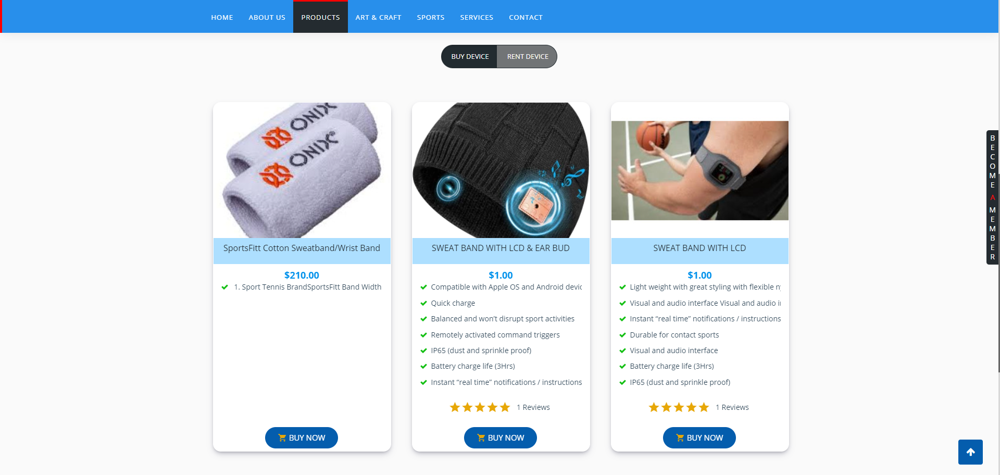 HOME ABOUT US PRODUCTS ART & CRAFT SPORTS SERVICES CONTACT
BUY DEVICE RENT DEVICE
ONIX
ONIX
SportsFitt Cotton Sweatband/Wrist Band
$210.00
1. Sport Tennis BrandSportsFitt Band Width
BUY NOW
SWEAT BAND WITH LCD & EAR BUD
$1.00
Compatible with Apple OS and Android devic
Quick charge
Balanced and won’t disrupt sport activities
Remotely activated command triggers
IP65 (dust and sprinkle proof)
Battery charge life (3Hrs)
Instant “real time” notifications / instructions
1 Reviews
BUY NOW
SWEAT BAND WITH LCD
$1.00
Light weight with great styling with flexible n
Visual and audio interface Visual and audio i
Instant “real time” notifications / instructions
Durable for contact sports
Visual and audio interface
Battery charge life (3Hrs)
IP65 (dust and sprinkle proof)
1 Reviews
BUY NOW
BECOME A MEMBER